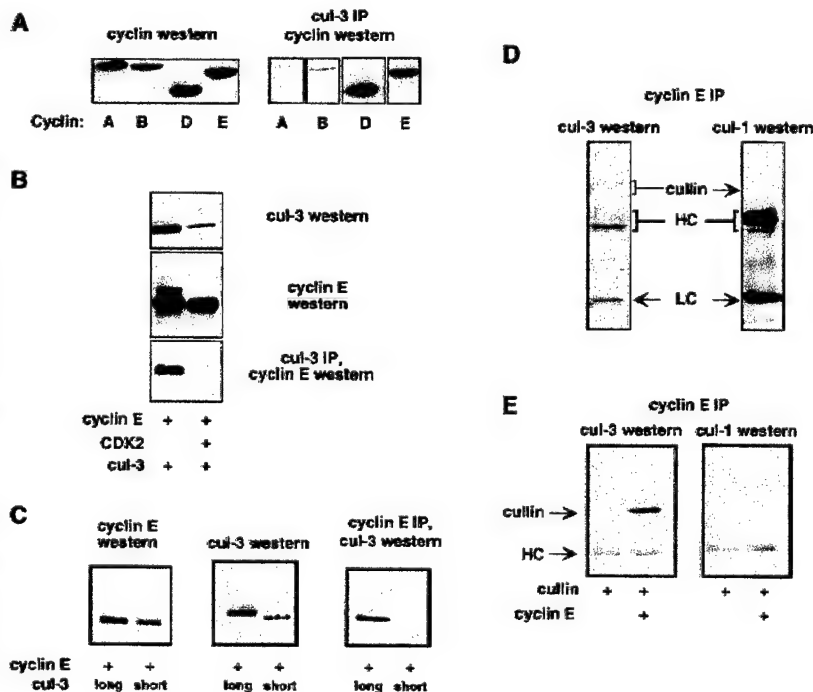 A
cyclin western
cul-3 IP
cyclin western
Cyclin: A B D E
A B D E
B
cul-3 western
cyclin E
western
cul-3 IP,
cyclin E western
cyclin E + +
CDK2 +
cul-3 + +
C
cyclin E
western
cul-3 western
cyclin E IP,
cul-3 western
cyclin E + + + + + +
cul-3 long short long short long short
D
cyclin E IP
cul-3 western cul-1 western
cullin
HC
LC
E
cyclin E IP
cul-3 western cul-1 western
cullin
HC
cullin + + + +
cyclin E + +